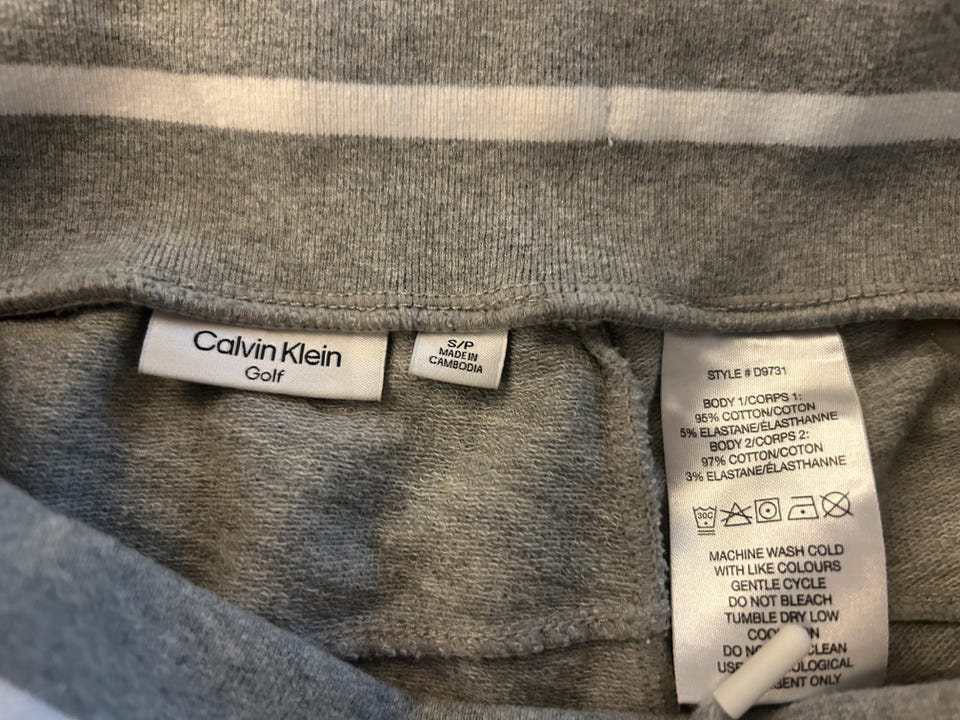 Calvin Klein
Golf
S/P
MADE IN
CAMBODIA
STYLE # D9731
BODY 1/CORPS 1:
95% COTTON/COTON
5% ELASTANE/ÉLASTHANNE
BODY 2/CORPS 2:
97% COTTON/COTON
3% ELASTANE/ÉLASTHANNE
30C
MACHINE WASH COLD
WITH LIKE COLOURS
GENTLE CYCLE
DO NOT BLEACH
TUMBLE DRY LOW
DO CLEAN
ONLY